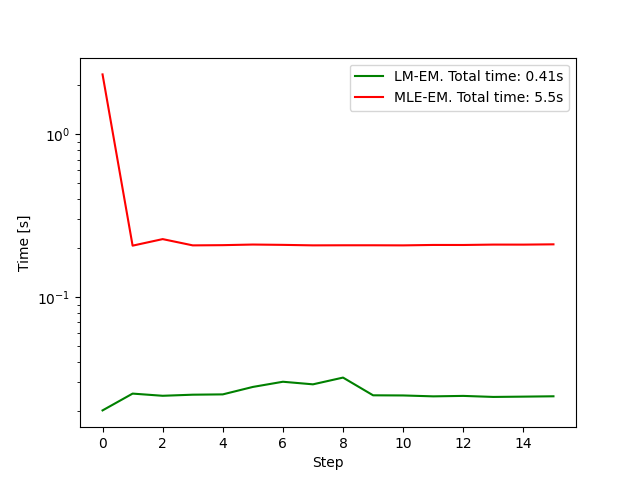 LM-EM. Total time: 0.41s
MLE-EM. Total time: 5.5s
10⁰
10⁻¹
Time [s]
0 2 4 6 8 10 12 14
Step